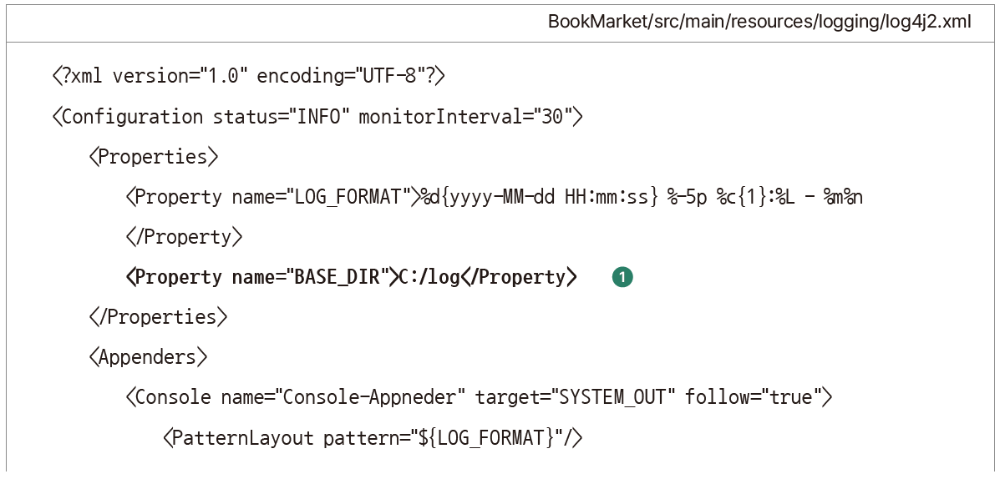 BookMarket/src/main/resources/logging/log4j2.xml
<?xml version="1.0" encoding="UTF-8"?>
<Configuration status="INFO" monitorInterval="30">
<Properties>
<Property name="LOG_FORMAT">%d{yyyy-MM-dd HH:mm:ss} %-5p %c{1}:%L - %m%n
</Property>
<Property name="BASE_DIR">C:/log</Property> 1
</Properties>
<Appenders>
<Console name="Console-Appneder" target="SYSTEM_OUT" follow="true">
<PatternLayout pattern="${LOG_FORMAT}"/>